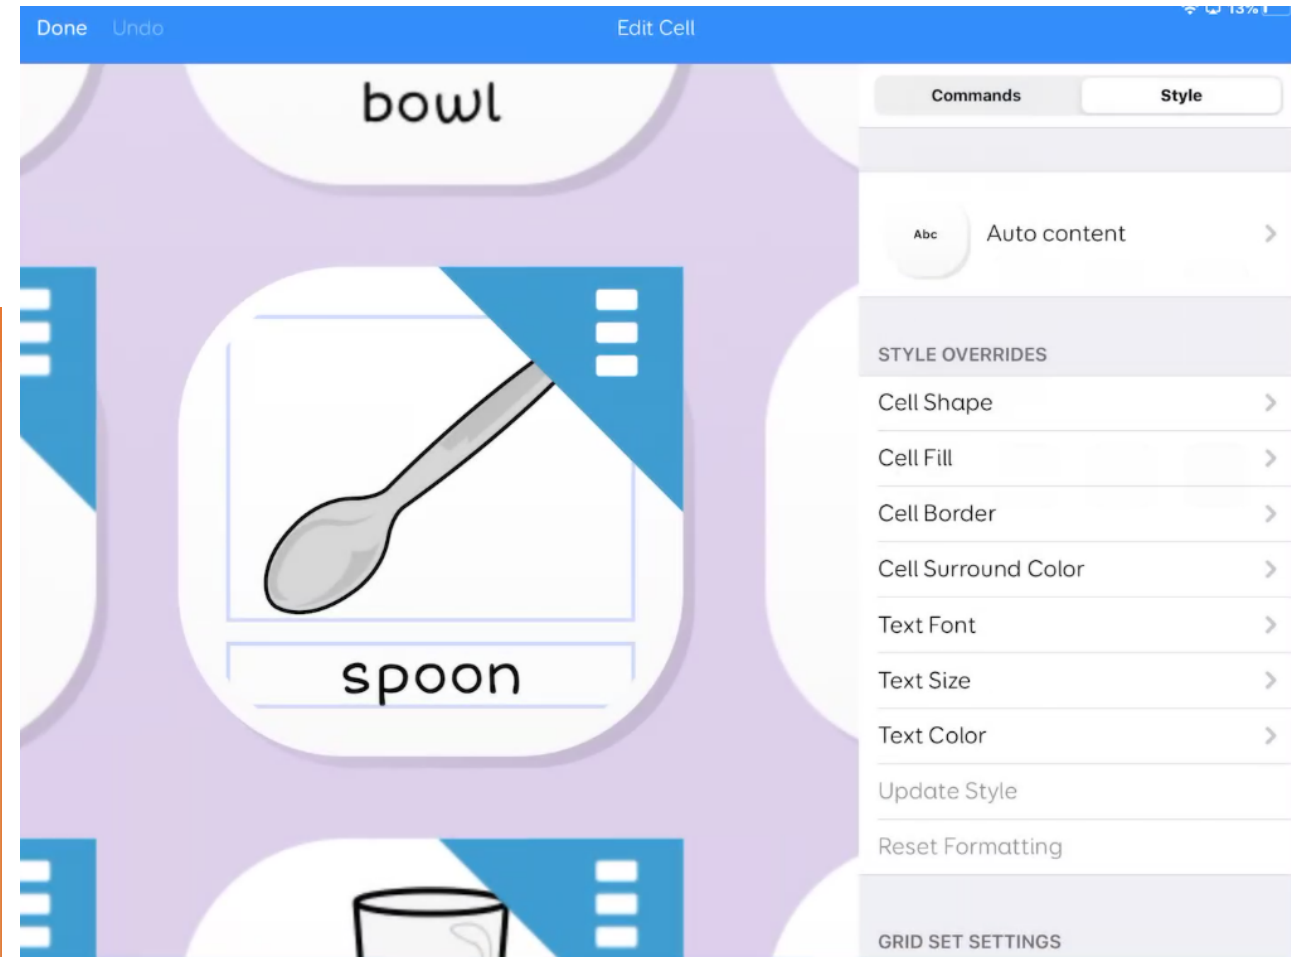 Done Undo Edit Cell 13%
bowl
Commands Style
Abc Auto content
STYLE OVERRIDES
Cell Shape
Cell Fill
Cell Border
Cell Surround Color
Text Font
spoon
Text Size
Text Color
Update Style
Reset Formatting
GRID SET SETTINGS